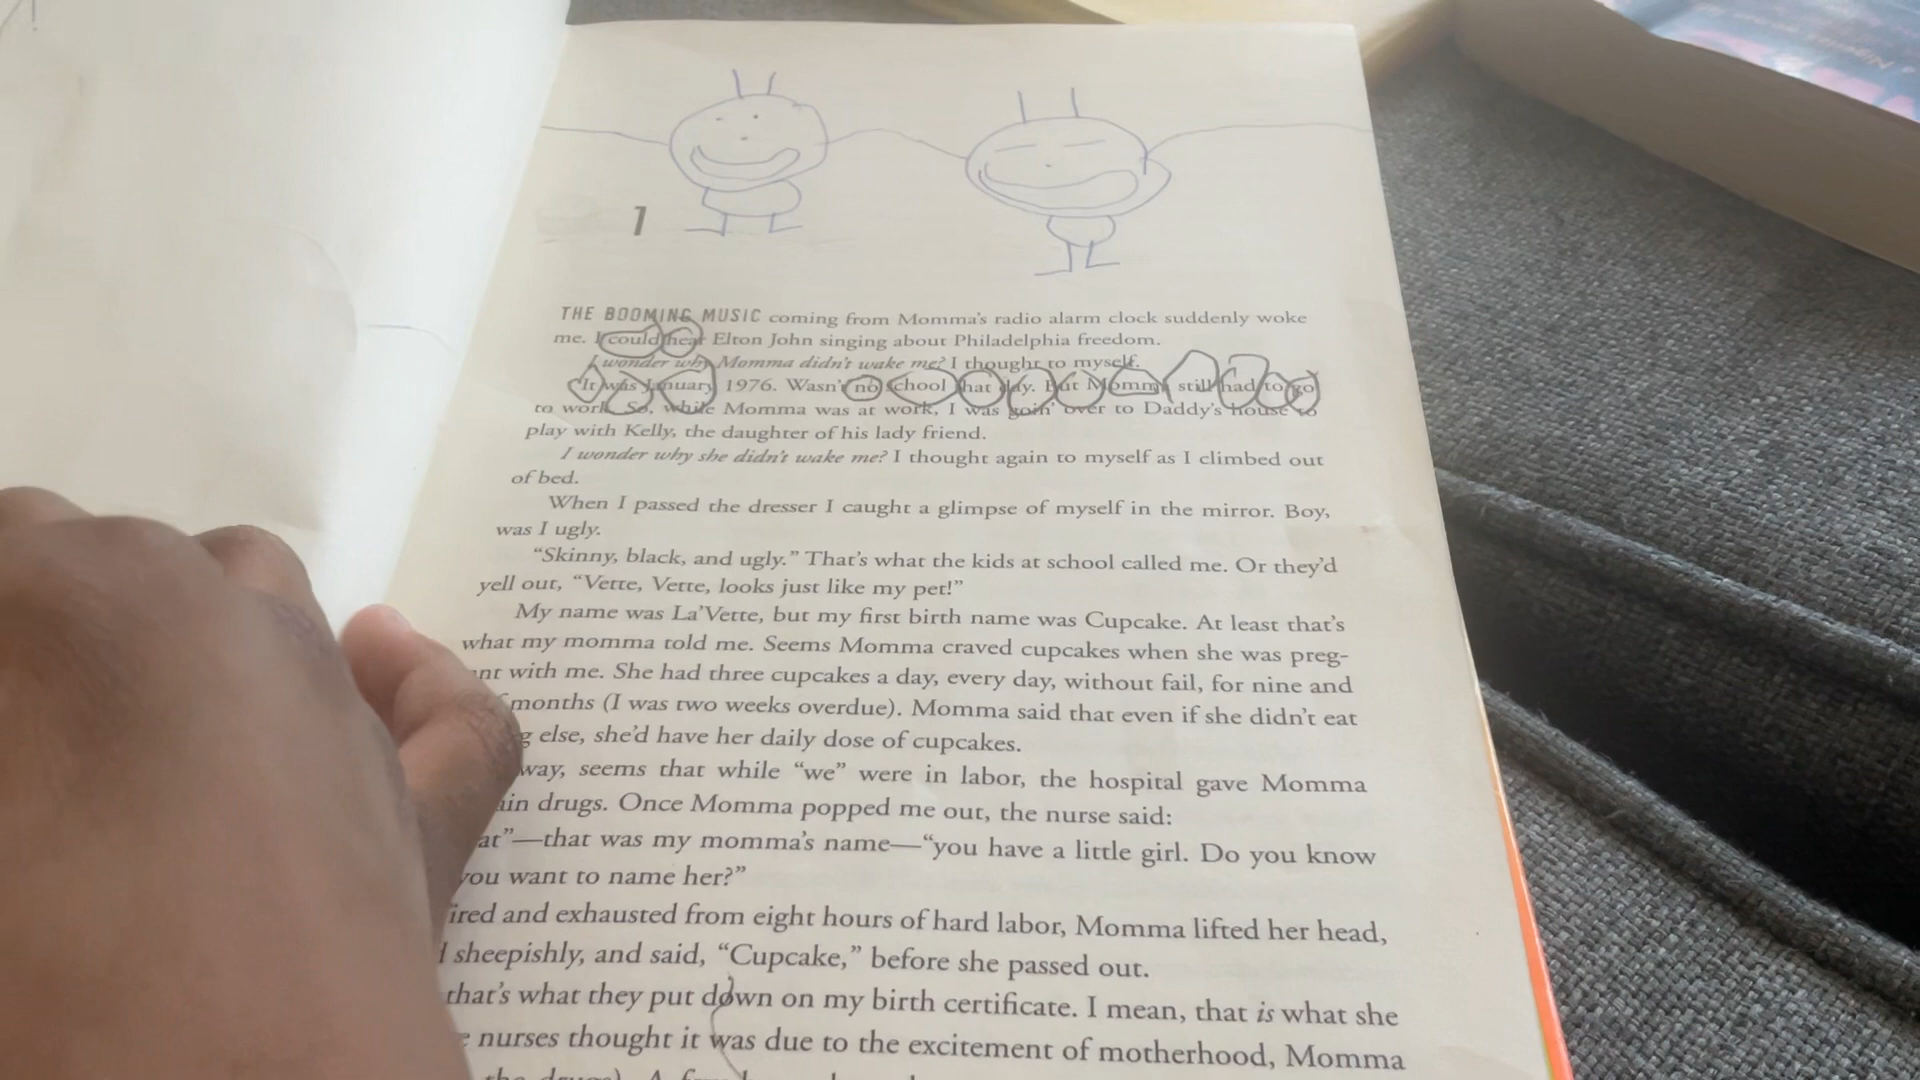 1
THE BOOMING MUSIC coming from Momma's radio alarm clock suddenly woke
me. I could hear Elton John singing about Philadelphia freedom.
I wonder why Momma didn't wake me? I thought to myself.
It was January 1976. Wasn't no school that day. But Momma still had to go
to work. So, while Momma was at work, I was goin' over to Daddy's house to
play with Kelly, the daughter of his lady friend.
I wonder why she didn't wake me? I thought again to myself as I climbed out
of bed.
When I passed the dresser I caught a glimpse of myself in the mirror. Boy,
was I ugly.
“Skinny, black, and ugly.” That's what the kids at school called me. Or they'd
yell out, “Vette, Vette, looks just like my pet!”
My name was La'Vette, but my first birth name was Cupcake. At least that's
what my momma told me. Seems Momma craved cupcakes when she was preg-
nt with me. She had three cupcakes a day, every day, without fail, for nine and
months (I was two weeks overdue). Momma said that even if she didn't eat
g else, she'd have her daily dose of cupcakes.
way, seems that while “we” were in labor, the hospital gave Momma
ain drugs. Once Momma popped me out, the nurse said:
at”—that was my momma's name—“you have a little girl. Do you know
you want to name her?”
ired and exhausted from eight hours of hard labor, Momma lifted her head,
sheepishly, and said, “Cupcake,” before she passed out.
that's what they put down on my birth certificate. I mean, that is what she
nurses thought it was due to the excitement of motherhood, Momma